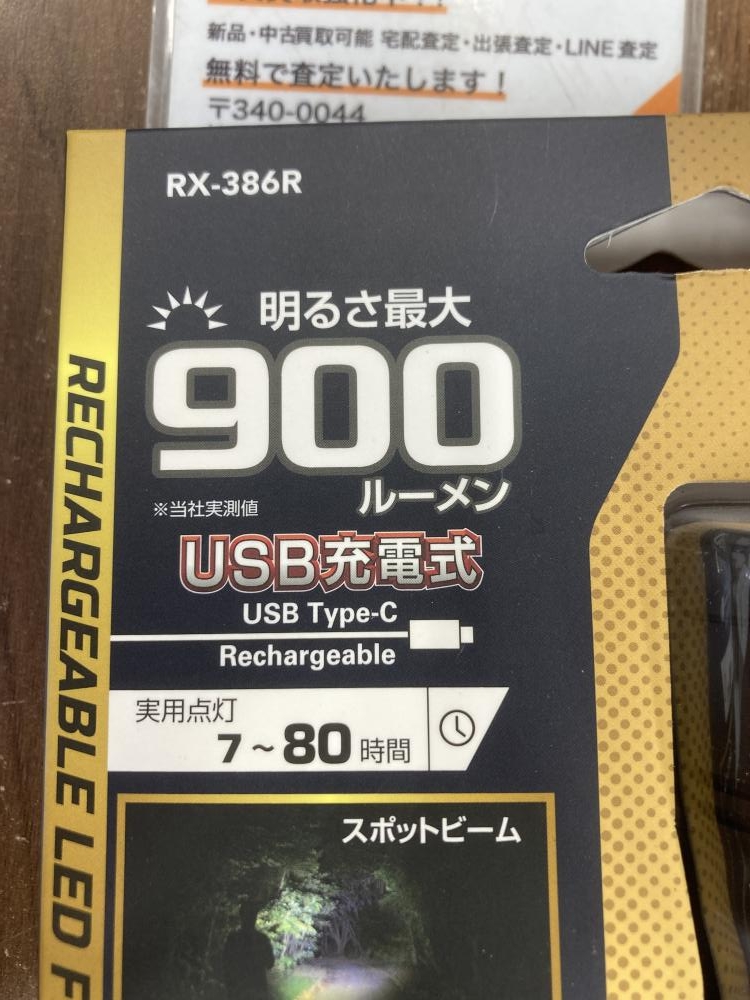 新品・中古買取可能 宅配査定・出張査定・LINE査定
無料で査定いたします！
〒340-0044
RX-386R
明るさ最大
900
ルーメン
※当社実測値
USB充電式
USB Type-C
Rechargeable
実用点灯
7～80時間
スポットビーム
RECHARGEABLE LED F